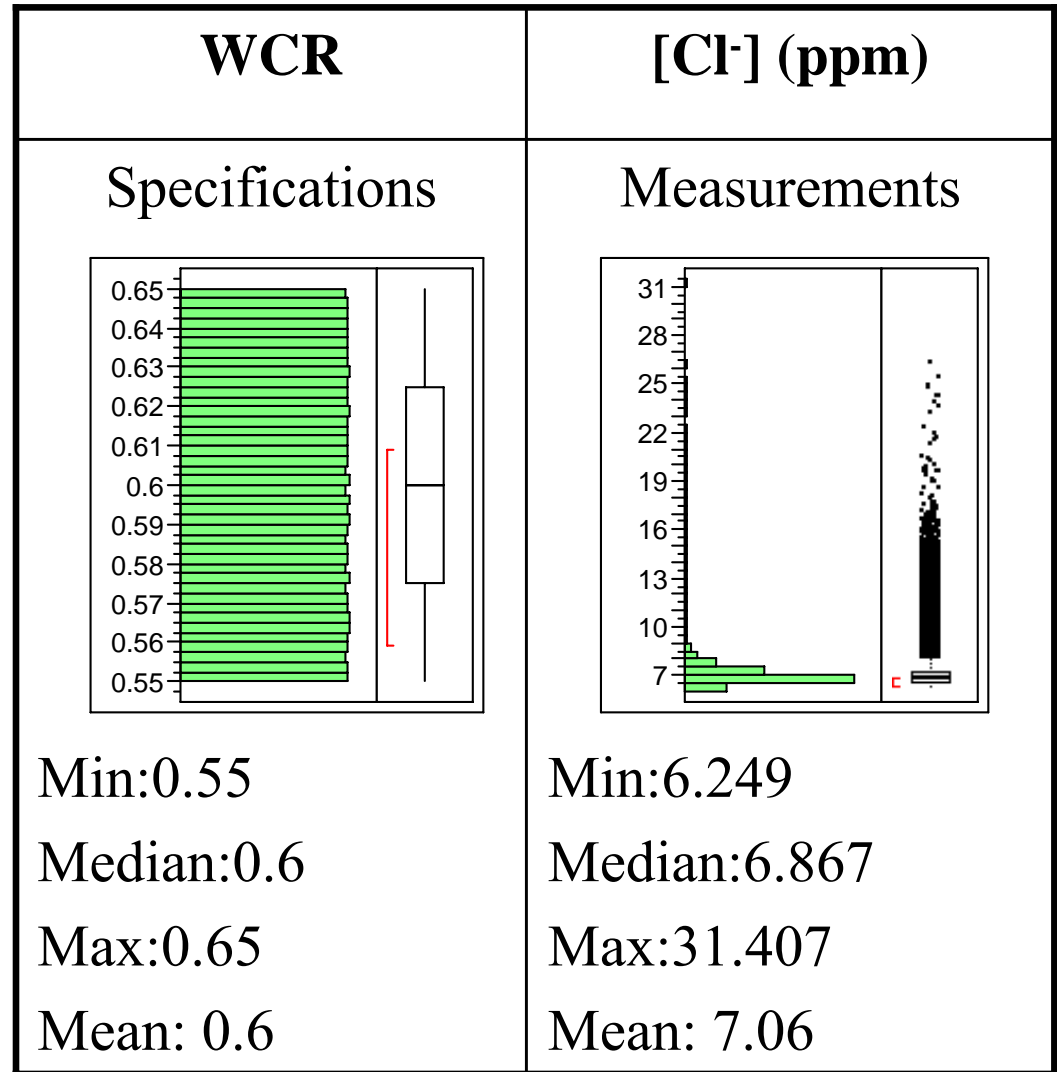 WCR
[Cl-] (ppm)
Specifications
Measurements
0.65
0.64
0.63
0.62
0.61
0.6
0.59
0.58
0.57
0.56
0.55
31
28
25
22
19
16
13
10
7
Min:0.55
Median:0.6
Max:0.65
Mean: 0.6
Min:6.249
Median:6.867
Max:31.407
Mean: 7.06